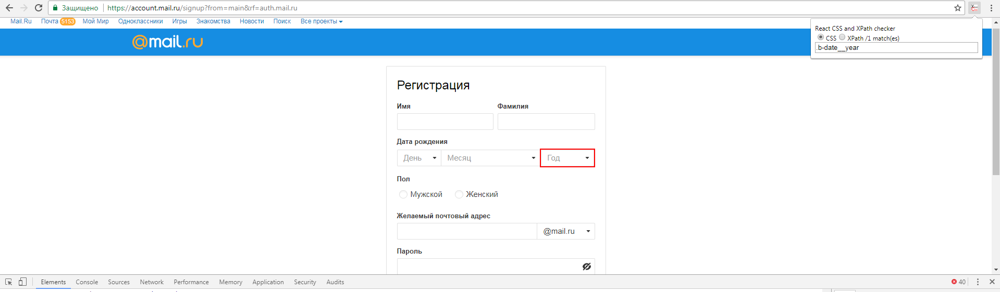 Защищено https://account.mail.ru/signup?from=main&rf=auth.mail.ru
Mail.Ru Почта 5153 Мой Мир Одноклассники Игры Знакомства Новости Поиск Все проекты
React CSS and XPath checker
CSS XPath /1 match(es)
.b-date__year
@mail.ru
Регистрация
Имя Фамилия
Дата рождения
День Месяц Год
Пол
Мужской Женский
Желаемый почтовый адрес
@mail.ru
Пароль
Elements Console Sources Network Performance Memory Application Security Audits 40